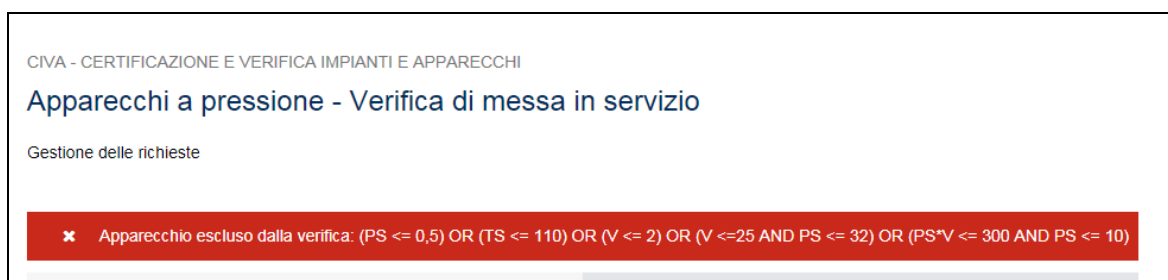 CIVA - CERTIFICAZIONE E VERIFICA IMPIANTI E APPARECCHI
Apparecchi a pressione - Verifica di messa in servizio
Gestione delle richieste
✖ Apparecchio escluso dalla verifica: (PS <= 0,5) OR (TS <= 110) OR (V <= 2) OR (V <=25 AND PS <= 32) OR (PS*V <= 300 AND PS <= 10)